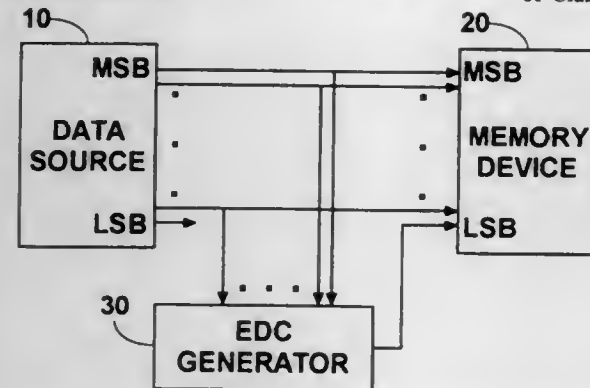 10
20
MSB
MSB
DATA
SOURCE
MEMORY
DEVICE
LSB
LSB
30
EDC
GENERATOR